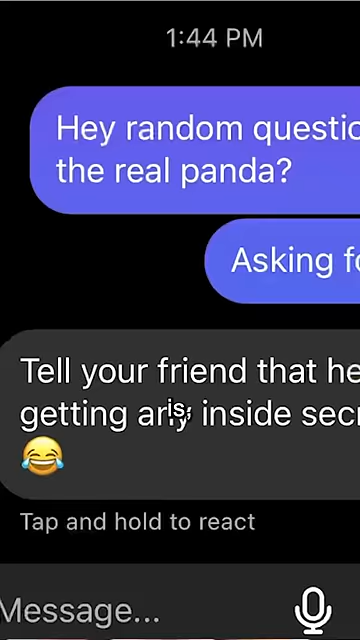 1:44 PM
Hey random questio
the real panda?
Asking fo
Tell your friend that he
getting any inside secr
😂
Tap and hold to react
Message...